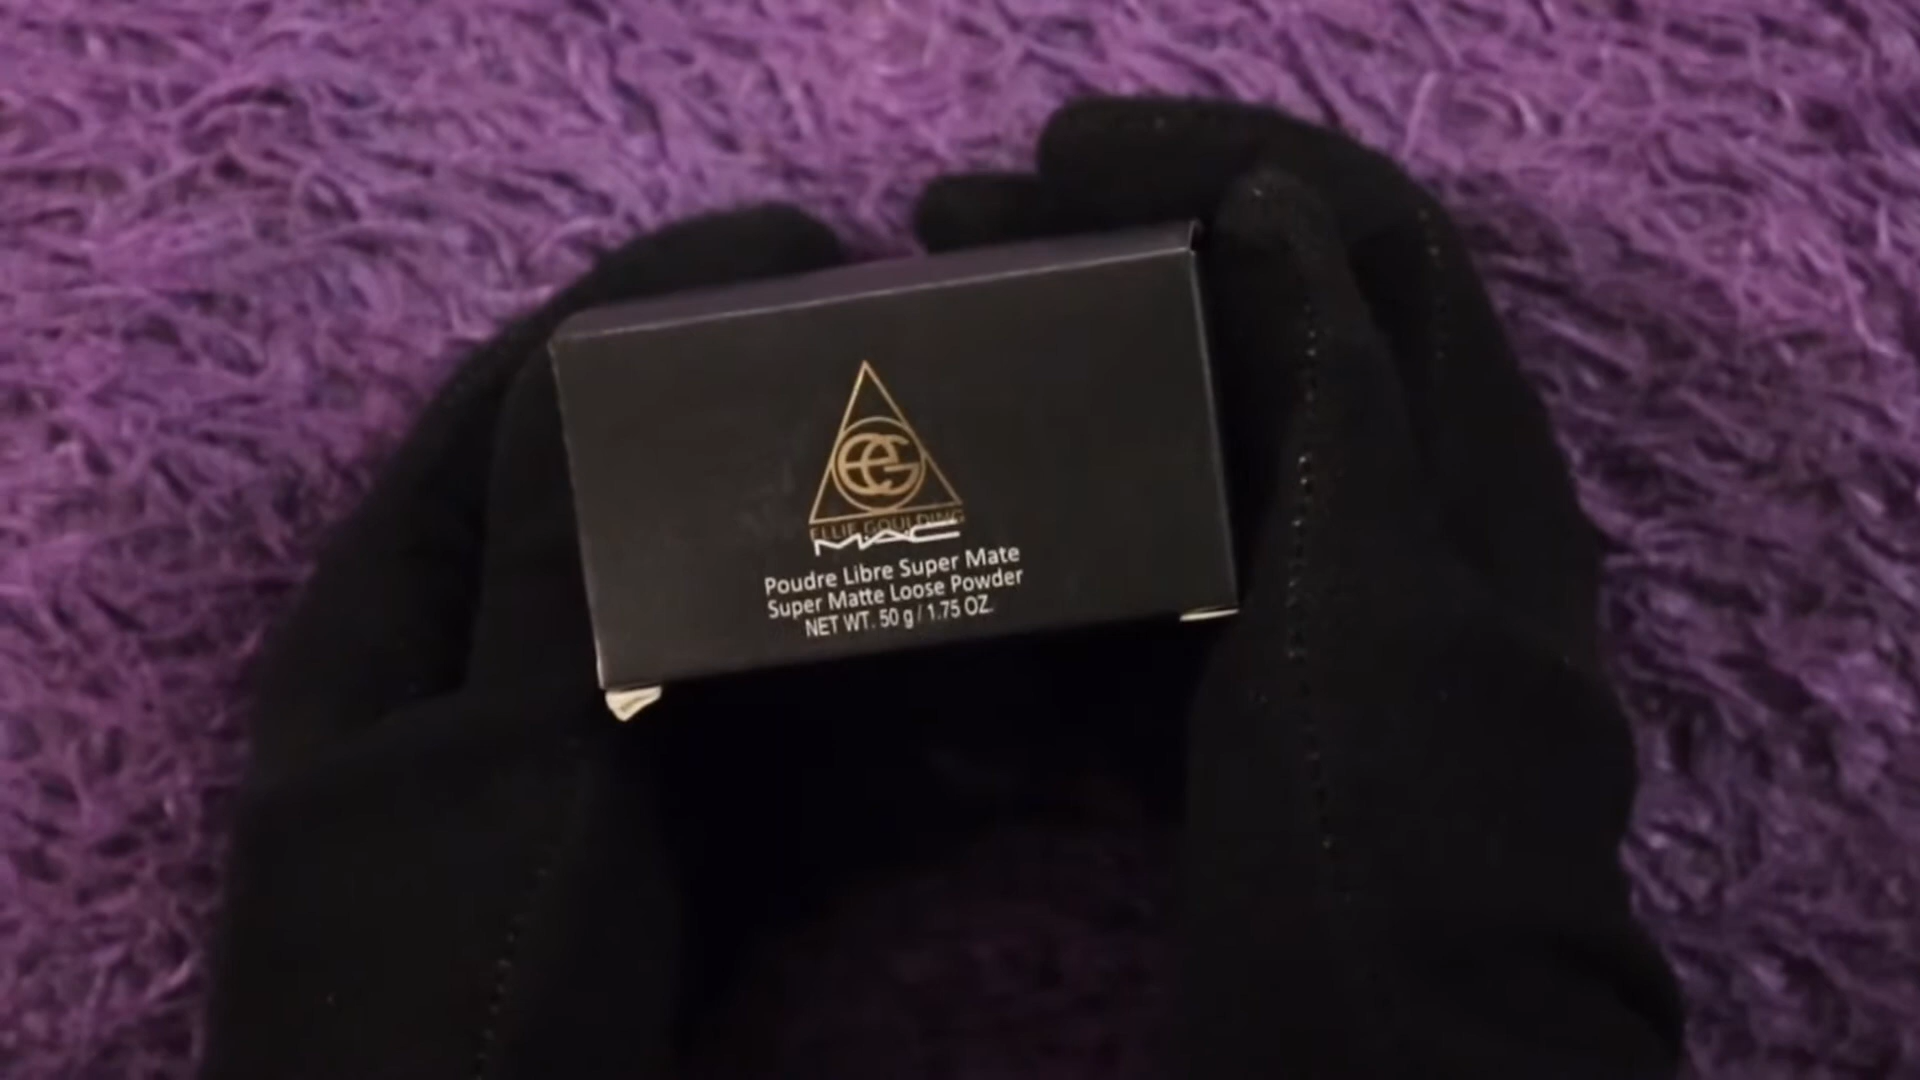 EG
ELLIE GOULDING
MAC
Poudre Libre Super Mate
Super Matte Loose Powder
NET WT. 50 g / 1.75 OZ.